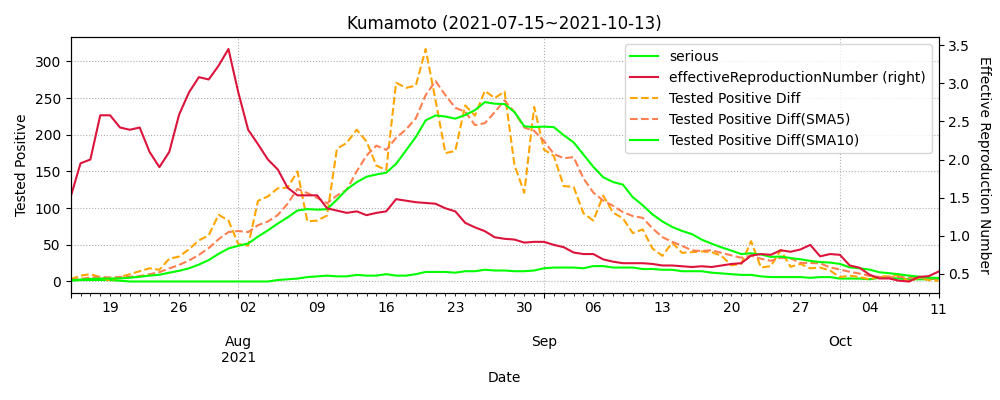 Kumamoto (2021-07-15~2021-10-13)
Tested Positive
300
250
200
150
100
50
0
3.5
3.0
2.5
2.0
1.5
1.0
0.5
Effective Reproduction Number
serious
effectiveReproductionNumber (right)
Tested Positive Diff
Tested Positive Diff(SMA5)
Tested Positive Diff(SMA10)
19 26 02 09 16 23 30 06 13 20 27 04 11
Aug Sep Oct
2021
Date